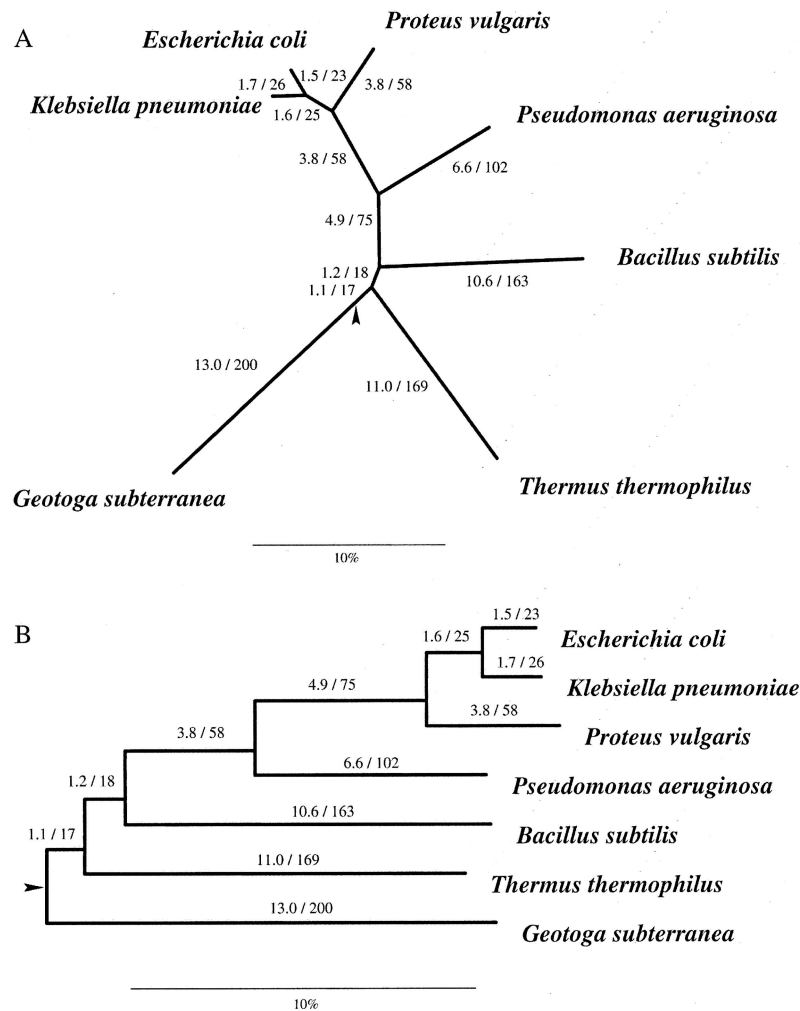 A
Proteus vulgaris
Escherichia coli
1.7 / 26
1.5 / 23
3.8 / 58
Klebsiella pneumoniae
1.6 / 25
Pseudomonas aeruginosa
3.8 / 58
6.6 / 102
4.9 / 75
Bacillus subtilis
1.2 / 18
10.6 / 163
1.1 / 17
13.0 / 200
11.0 / 169
Thermus thermophilus
Geotoga subterranea
10%
B
1.5 / 23
1.6 / 25
Escherichia coli
1.7 / 26
4.9 / 75
Klebsiella pneumoniae
3.8 / 58
3.8 / 58
Proteus vulgaris
6.6 / 102
1.2 / 18
Pseudomonas aeruginosa
10.6 / 163
1.1 / 17
Bacillus subtilis
11.0 / 169
Thermus thermophilus
13.0 / 200
Geotoga subterranea
10%